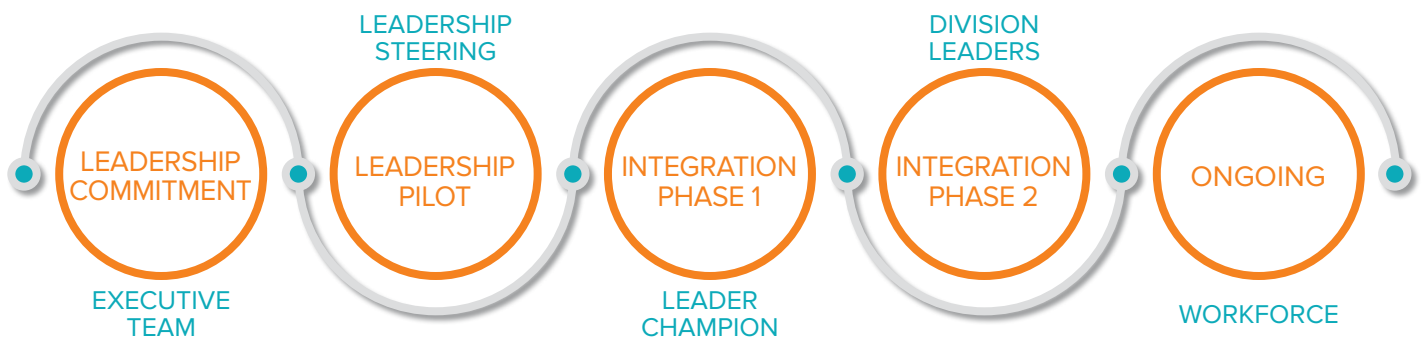 LEADERSHIP
COMMITMENT
EXECUTIVE
TEAM
LEADERSHIP
STEERING
LEADERSHIP
PILOT
INTEGRATION
PHASE 1
LEADER
CHAMPION
DIVISION
LEADERS
INTEGRATION
PHASE 2
ONGOING
WORKFORCE